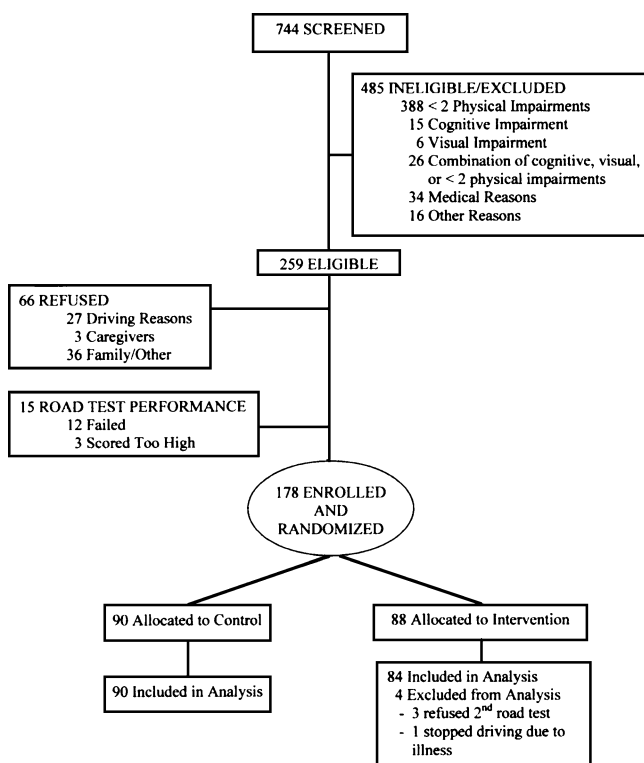 744 SCREENED
485 INELIGIBLE/EXCLUDED
388 < 2 Physical Impairments
15 Cognitive Impairment
6 Visual Impairment
26 Combination of cognitive, visual,
or < 2 physical impairments
34 Medical Reasons
16 Other Reasons
259 ELIGIBLE
66 REFUSED
27 Driving Reasons
3 Caregivers
36 Family/Other
15 ROAD TEST PERFORMANCE
12 Failed
3 Scored Too High
178 ENROLLED
AND
RANDOMIZED
90 Allocated to Control
88 Allocated to Intervention
90 Included in Analysis
84 Included in Analysis
4 Excluded from Analysis
- 3 refused 2nd road test
- 1 stopped driving due to
illness